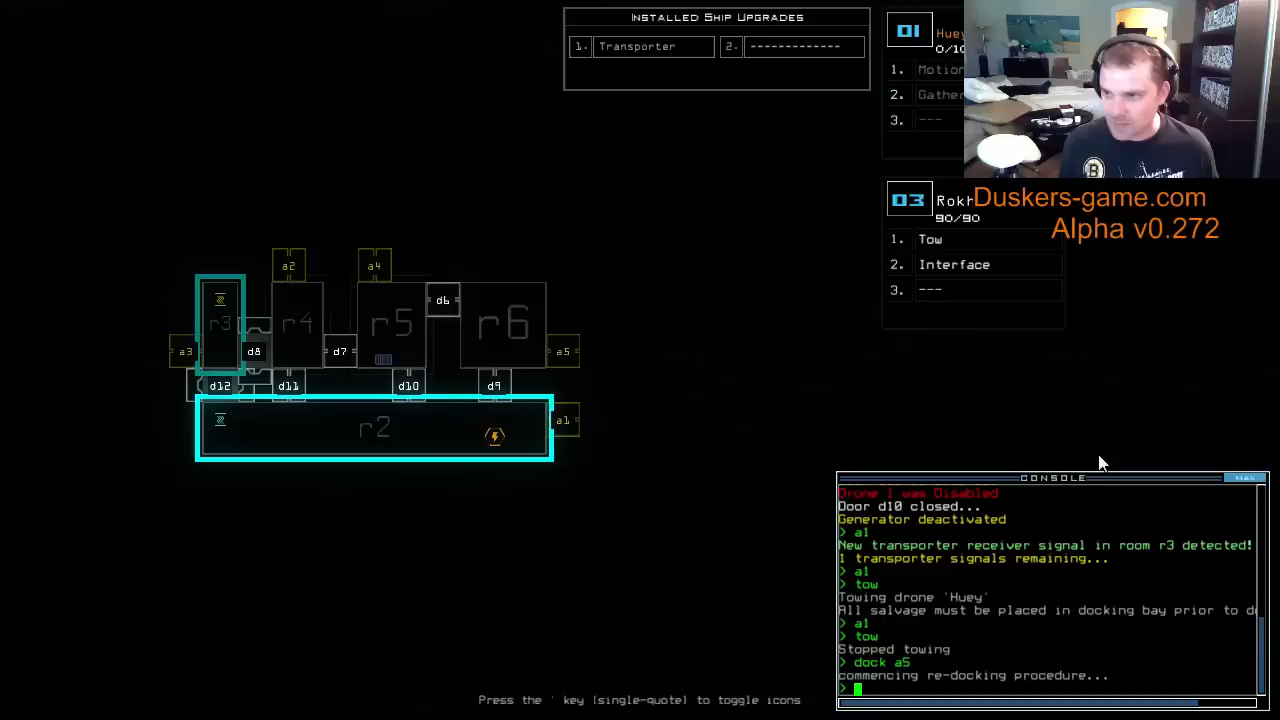 Installed Ship Upgrades
1. Transporter 2. -------------
01 Huey
0/10
1. Motion
2. Gather
3. ---
03 Rokh
90/90
1. Tow
2. Interface
3. ---
Duskers-game.com
Alpha v0.272
a2 a4
d6
r3 r4 r5 r6
a3 d8 d7 a5
d12 d11 d10 d9
r2 a1
CONSOLE MAX
Drone 1 was Disabled
Door d10 closed...
Generator deactivated
> a1
New transporter receiver signal in room r3 detected!
1 transporter signals remaining...
> a1
> tow
Towing drone 'Huey'
All salvage must be placed in docking bay prior to d
> a1
> tow
Stopped towing
> dock a5
commencing re-docking procedure...
>
Press the ' key (single-quote) to toggle icons